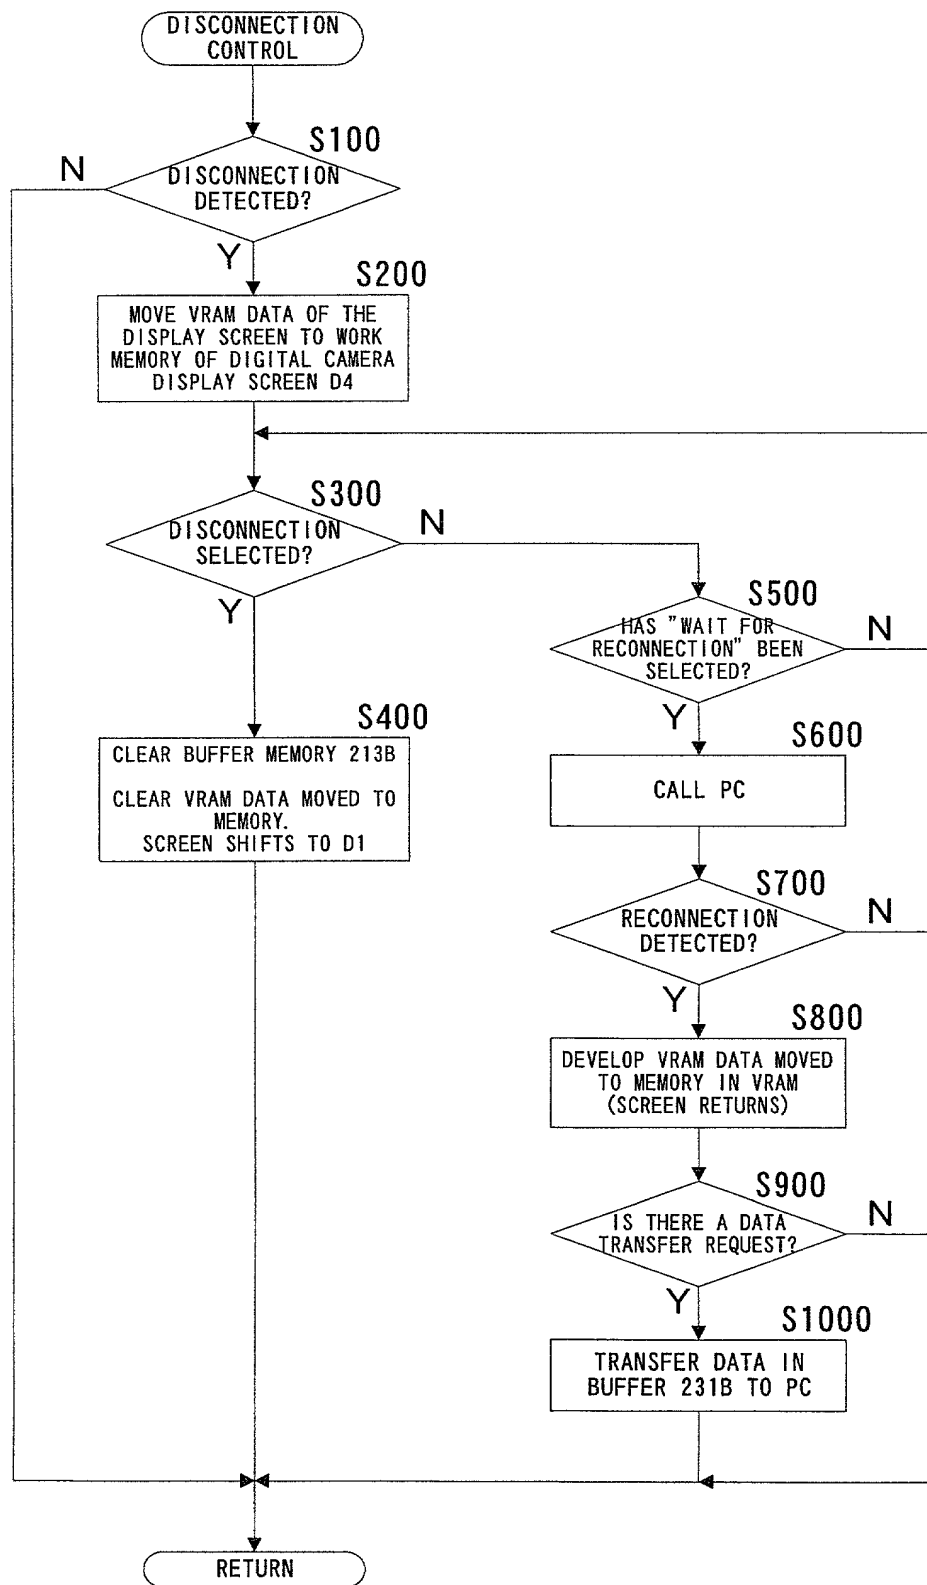 DISCONNECTION
CONTROL
S100
N
DISCONNECTION
DETECTED?
Y
S200
MOVE VRAM DATA OF THE
DISPLAY SCREEN TO WORK
MEMORY OF DIGITAL CAMERA
DISPLAY SCREEN D4
S300
DISCONNECTION
SELECTED?
N
Y
S500
HAS "WAIT FOR
RECONNECTION" BEEN
SELECTED?
N
Y
S400
CLEAR BUFFER MEMORY 213B
CLEAR VRAM DATA MOVED TO
MEMORY.
SCREEN SHIFTS TO D1
S600
CALL PC
S700
RECONNECTION
DETECTED?
N
Y
S800
DEVELOP VRAM DATA MOVED
TO MEMORY IN VRAM
(SCREEN RETURNS)
S900
IS THERE A DATA
TRANSFER REQUEST?
N
Y
S1000
TRANSFER DATA IN
BUFFER 231B TO PC
RETURN